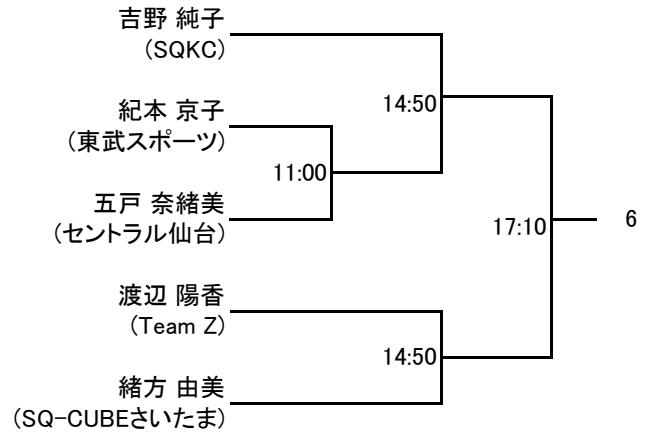 吉野 純子
(SQKC)
14:50
紀本 京子
(東武スポーツ)
11:00
五戸 奈緒美
(セントラル仙台)
17:10
6
渡辺 陽香
(Team Z)
14:50
緒方 由美
(SQ-CUBEさいたま)